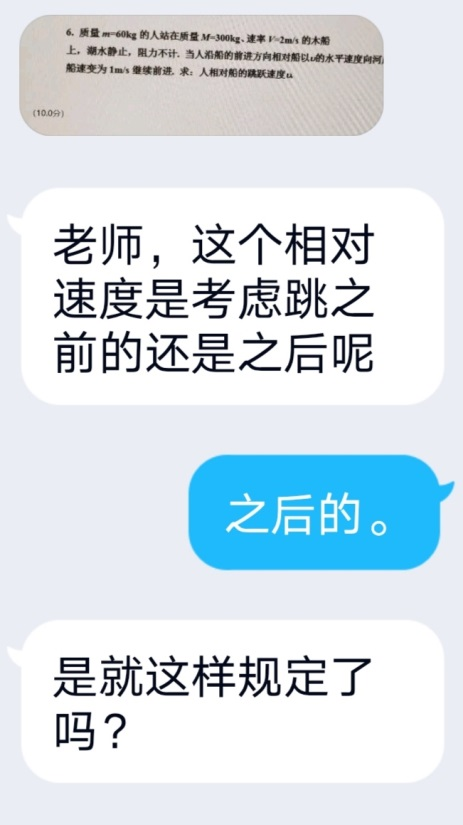 6. 质量 m=60kg 的人站在质量 M=300kg、速率 V=2m/s 的木船
上，湖水静止，阻力不计. 当人沿船的前进方向相对船以u的水平速度向河
船速变为 1m/s 继续前进. 求：人相对船的跳跃速度u.
(10.0分)
老师，这个相对
速度是考虑跳之
前的还是之后呢
之后的。
是就这样规定了
吗？